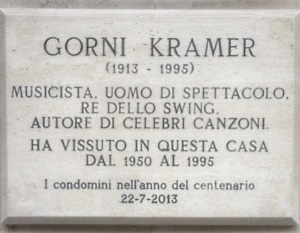 GORNI KRAMER
(1913 - 1995)
MUSICISTA, UOMO DI SPETTACOLO,
RE DELLO SWING,
AUTORE DI CELEBRI CANZONI.
HA VISSUTO IN QUESTA CASA
DAL 1950 AL 1995
I condomini nell'anno del centenario
22-7-2013